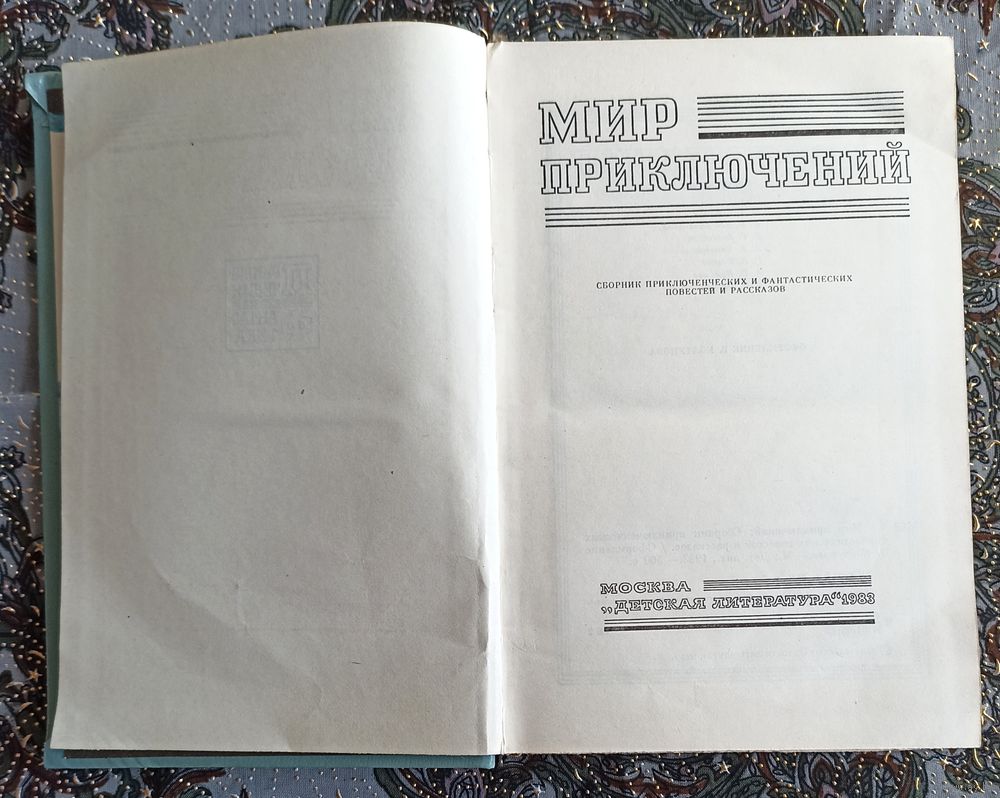 МИР
ПРИКЛЮЧЕНИЙ
СБОРНИК ПРИКЛЮЧЕНЧЕСКИХ И ФАНТАСТИЧЕСКИХ
ПОВЕСТЕЙ И РАССКАЗОВ
МОСКВА
„ДЕТСКАЯ ЛИТЕРАТУРА“ 1983